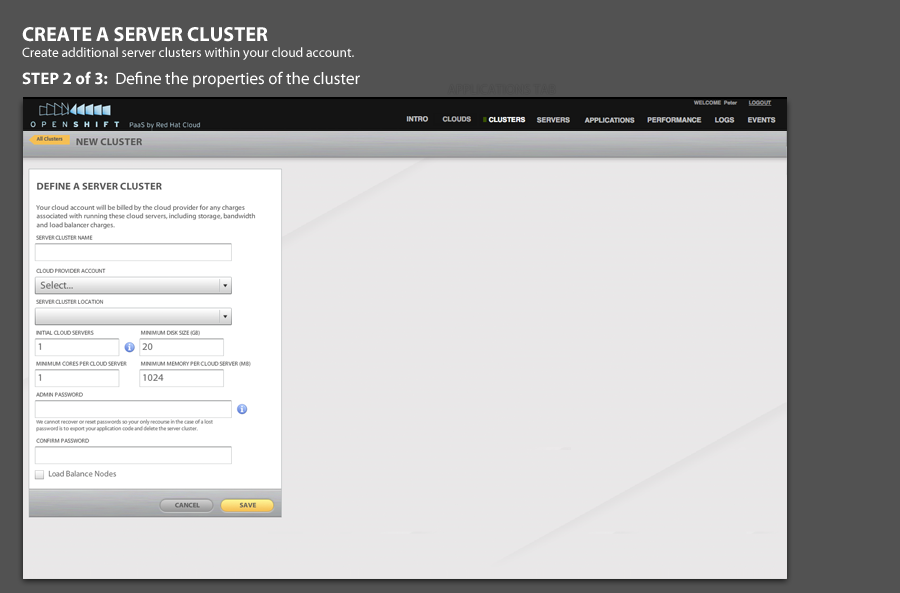 CREATE A SERVER CLUSTER
Create additional server clusters within your cloud account.
STEP 2 of 3: Define the properties of the cluster
APPLICATIONS TAB
WELCOME Peter LOGOUT
OPENSHIFT PaaS by Red Hat Cloud
INTRO CLOUDS CLUSTERS SERVERS APPLICATIONS PERFORMANCE LOGS EVENTS
All Clusters NEW CLUSTER
DEFINE A SERVER CLUSTER
Your cloud account will be billed by the cloud provider for any charges
associated with running these cloud servers, including storage, bandwidth
and load balancer charges.
SERVER CLUSTER NAME
CLOUD PROVIDER ACCOUNT
Select...
SERVER CLUSTER LOCATION
INITIAL CLOUD SERVERS MINIMUM DISK SIZE (GB)
1 20
MINIMUM CORES PER CLOUD SERVER MINIMUM MEMORY PER CLOUD SERVER (MB)
1 1024
ADMIN PASSWORD
We cannot recover or reset passwords so your only recourse in the case of a lost
password is to export your application code and delete the server cluster.
CONFIRM PASSWORD
Load Balance Nodes
CANCEL SAVE